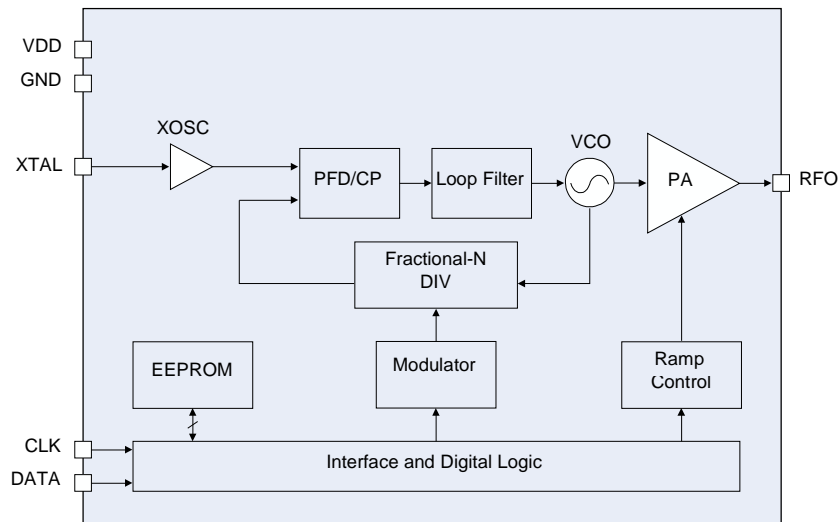 VDD
GND
XOSC
XTAL
PFD/CP
Loop Filter
VCO
PA
RFO
Fractional-N
DIV
EEPROM
Modulator
Ramp
Control
CLK
DATA
Interface and Digital Logic